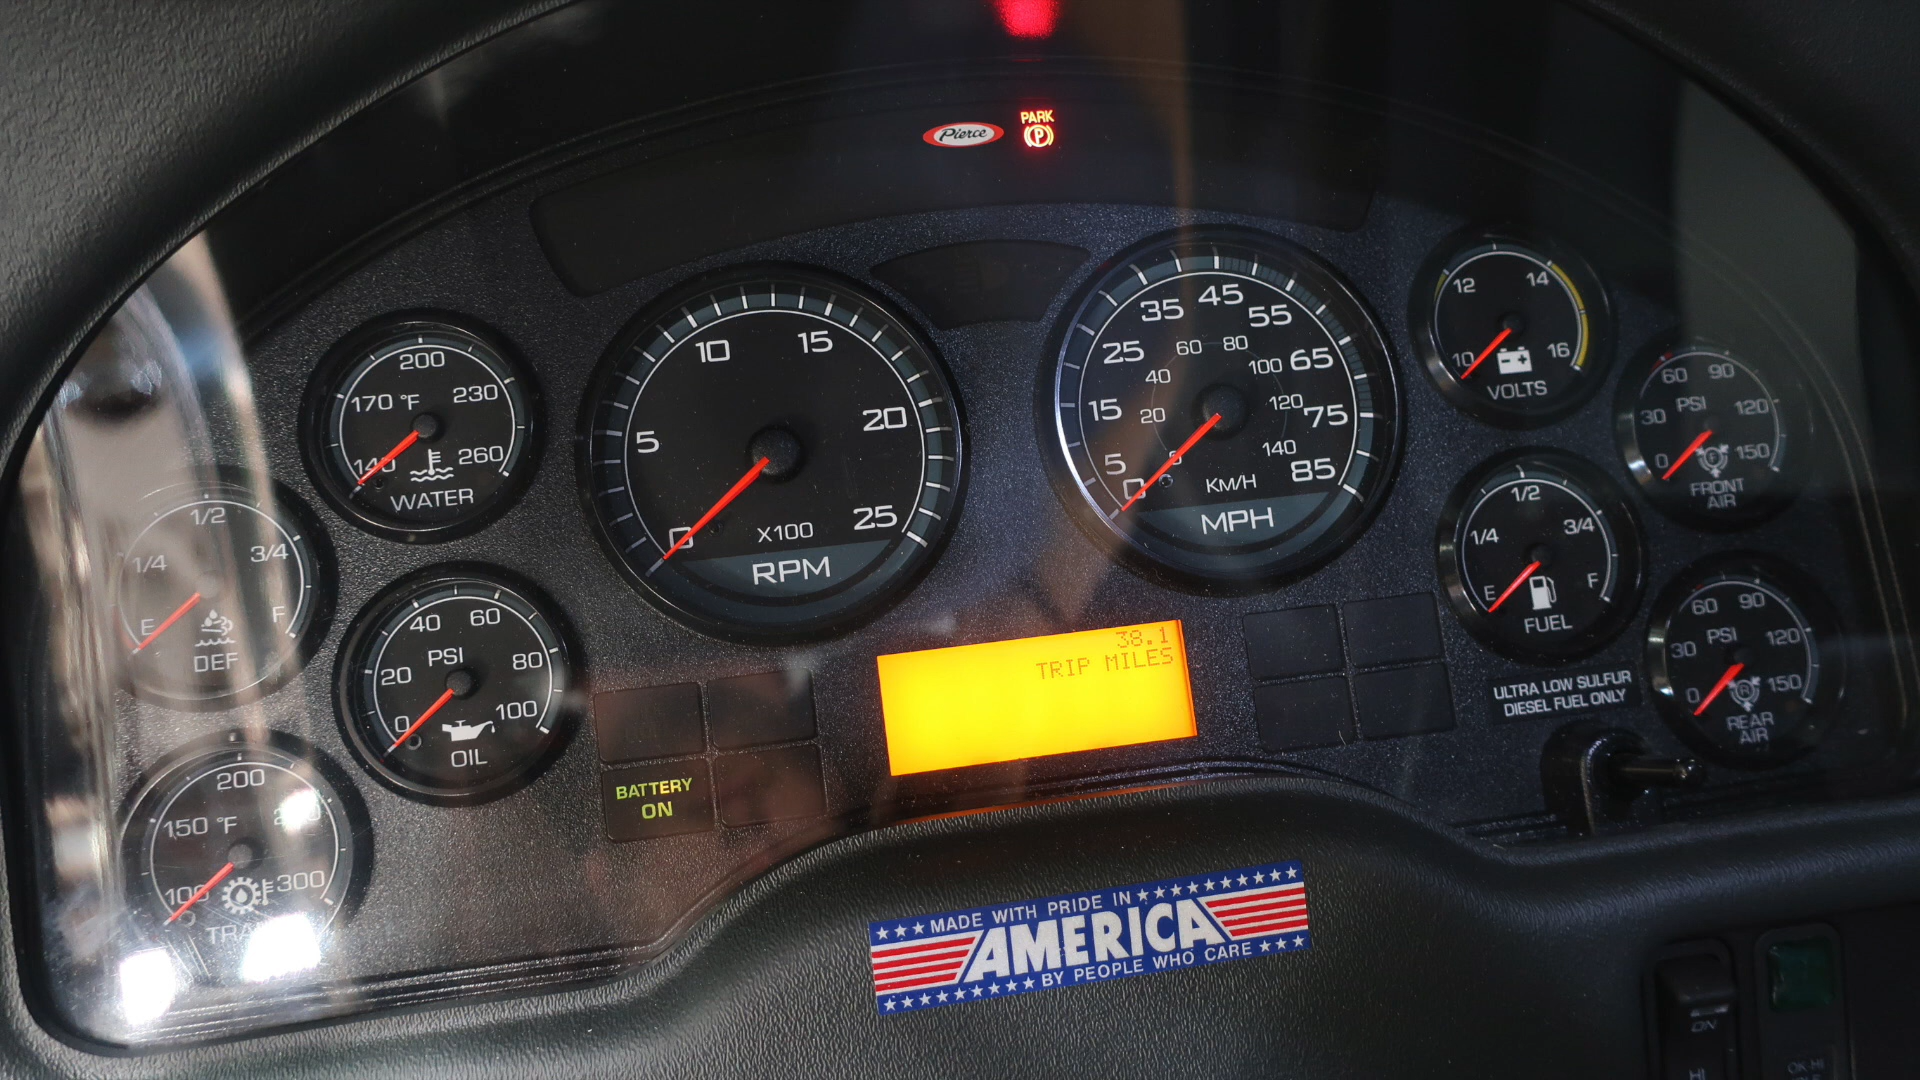 Pierce
PARK
P
200
170 °F
230
140
260
WATER
10
15
5
20
0
25
X100
RPM
45
35
55
25
65
15
75
5
85
0
60
80
40
100
20
120
0
140
KM/H
MPH
12
14
10
16
VOLTS
60
90
30
PSI
120
0
150
FRONT
AIR
1/2
1/4
3/4
E
F
DEF
40
60
PSI
20
80
0
100
OIL
1/2
1/4
3/4
E
F
FUEL
60
90
30
PSI
120
0
150
REAR
AIR
ULTRA LOW SULFUR
DIESEL FUEL ONLY
38.1
TRIP MILES
200
150 °F
100
300
BATTERY
ON
MADE WITH PRIDE IN
AMERICA
BY PEOPLE WHO CARE
ON
HI